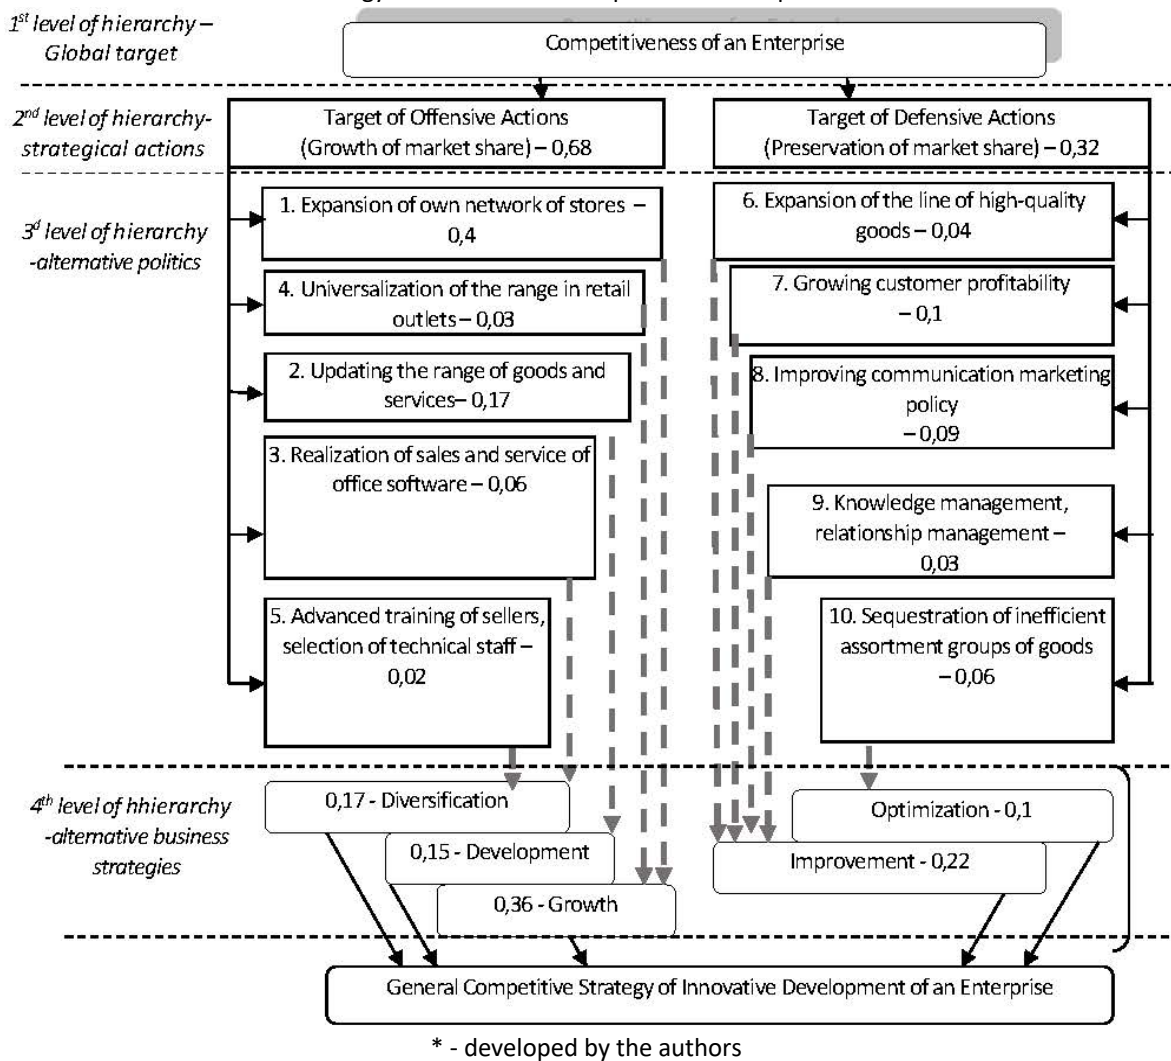 1st level of hierarchy –
Global target
Competitiveness of an Enterprise
2nd level of hierarchy-
strategical actions
Target of Offensive Actions
(Growth of market share) – 0,68
Target of Defensive Actions
(Preservation of market share) – 0,32
3d level of hierarchy
-alternative politics
1. Expansion of own network of stores –
0,4
4. Universalization of the range in retail
outlets – 0,03
2. Updating the range of goods and
services– 0,17
3. Realization of sales and service of
office software – 0,06
5. Advanced training of sellers,
selection of technical staff –
0,02
6. Expansion of the line of high-quality
goods – 0,04
7. Growing customer profitability
– 0,1
8. Improving communication marketing
policy
– 0,09
9. Knowledge management,
relationship management –
0,03
10. Sequestration of inefficient
assortment groups of goods
– 0,06
4th level of hhierarchy
-alternative business
strategies
0,17 - Diversification
0,15 - Development
0,36 - Growth
Optimization - 0,1
Improvement - 0,22
General Competitive Strategy of Innovative Development of an Enterprise
* - developed by the authors